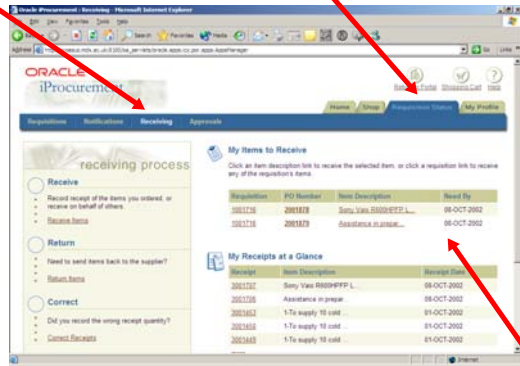 Oracle iProcurement : Receiving - Microsoft Internet Explorer
Edit View Favorites Tools Help
Search Favorites Media
ORACLE
iProcurement
Return to Portal Shopping Cart Help
Home Shop Requisition Status My Profile
Requisitions Notifications Receiving Approvals
receiving process
Receive
Record receipt of the items you ordered, or
receive on behalf of others.
Receive Items
Return
Need to send items back to the supplier?
Return Items
Correct
Did you record the wrong receipt quantity?
Correct Receipts
My Items to Receive
Click an item description link to receive the selected item, or click a requisition link to receive
any of the requisition's items.
Requisition PO Number Item Description Need By
1001716 2001878 Sony Vaio R600HPFP L... 08-OCT-2002
1001716 2001879 Assistance in prepar... 08-OCT-2002
My Receipts at a Glance
Receipt Item Description Receipt Date
3001707 Sony Vaio R600HPFP L... 08-OCT-2002
3001706 Assistance in prepar... 08-OCT-2002
3001453 1-To supply 10 cold ... 01-OCT-2002
3001450 1-To supply 10 cold ... 01-OCT-2002
3001449 1-To supply 10 cold ... 01-OCT-2002
Internet